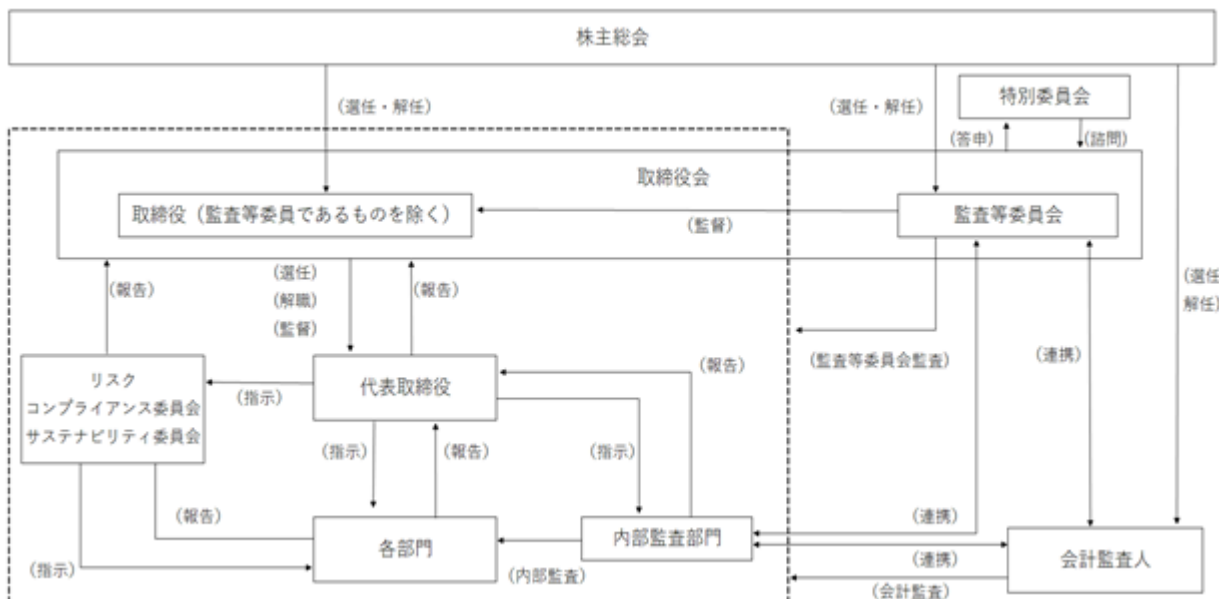 株主総会
(選任・解任)
(選任・解任)
特別委員会
(答申)
(諮問)
取締役会
取締役（監査等委員であるものを除く）
監査等委員会
(監督)
(報告)
(選任)
(解職)
(監督)
(報告)
(選任
解任)
(監査等委員会監査)
(連携)
リスク
コンプライアンス委員会
サステナビリティ委員会
(指示)
代表取締役
(報告)
(指示)
(報告)
(指示)
(報告)
(連携)
各部門
内部監査部門
(連携)
会計監査人
(指示)
(内部監査)
(会計監査)